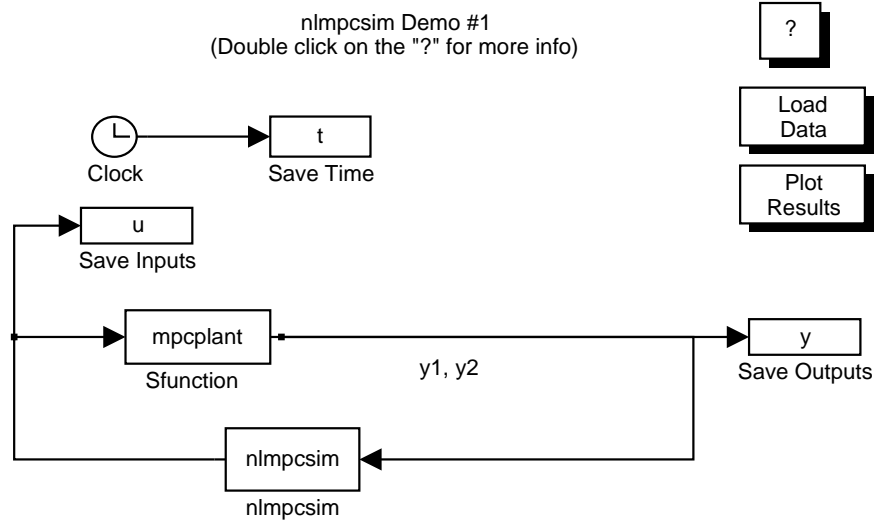 nlmpcsim Demo #1
(Double click on the "?" for more info)
?
Load
Data
t
Clock
Save Time
Plot
Results
u
Save Inputs
mpcplant
Sfunction
y1, y2
y
Save Outputs
nlmpcsim
nlmpcsim